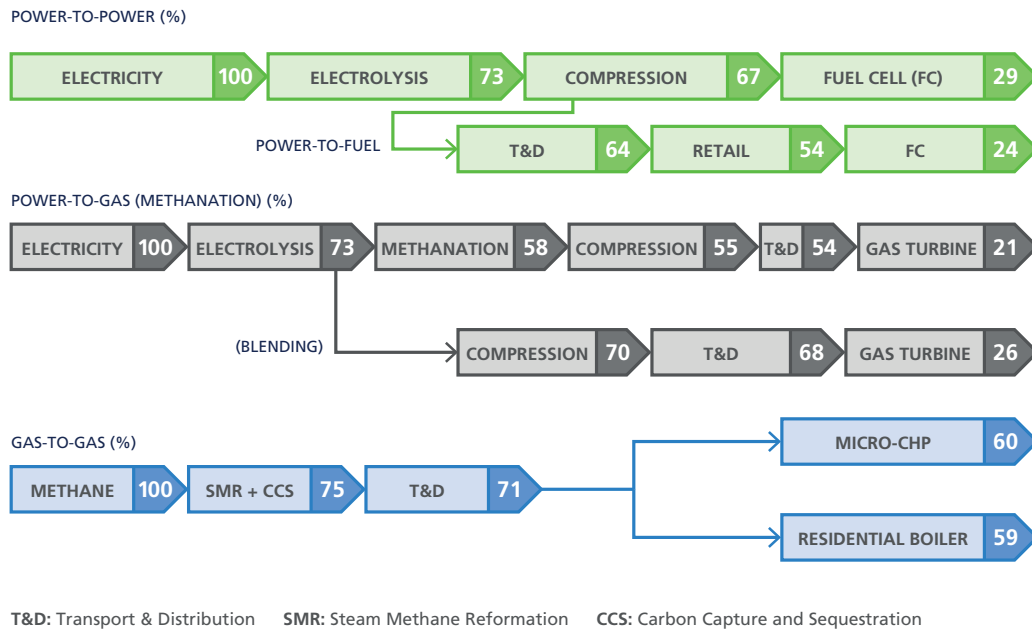 POWER-TO-POWER (%)
ELECTRICITY 100 ELECTROLYSIS 73 COMPRESSION 67 FUEL CELL (FC) 29
POWER-TO-FUEL T&D 64 RETAIL 54 FC 24
POWER-TO-GAS (METHANATION) (%)
ELECTRICITY 100 ELECTROLYSIS 73 METHANATION 58 COMPRESSION 55 T&D 54 GAS TURBINE 21
(BLENDING) COMPRESSION 70 T&D 68 GAS TURBINE 26
GAS-TO-GAS (%)
MICRO-CHP 60
METHANE 100 SMR + CCS 75 T&D 71
RESIDENTIAL BOILER 59
T&D: Transport & Distribution SMR: Steam Methane Reformation CCS: Carbon Capture and Sequestration